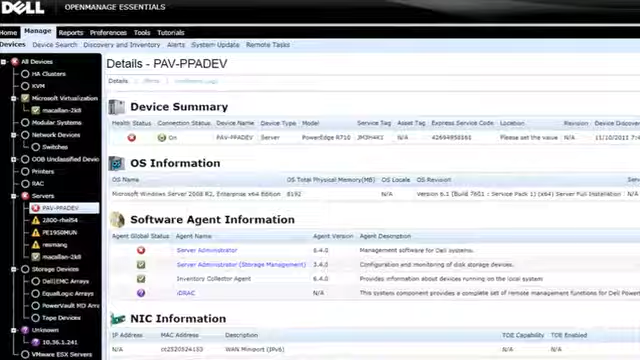 DELL OPENMANAGE ESSENTIALS
Home Manage Reports Preferences Tools Tutorials
Devices Device Search Discovery and Inventory Alerts System Update Remote Tasks
All Devices
HA Clusters
KVM
Microsoft Virtualization
macallan-2k8
Modular Systems
Network Devices
Switches
OOB Unclassified Devic
Printers
RAC
Servers
PAV-PPADEV
2800-rhel54
PE1950MUN
resmang
macallan-2k8
Storage Devices
Dell|EMC Arrays
EqualLogic Arrays
PowerVault MD Arra
Tape Devices
Unknown
10.36.1.241
VMware ESX Servers
Details - PAV-PPADEV
Details Alerts
Device Summary
Health Status Connection Status Device Name Device Type Model Service Tag Asset Tag Express Service Code Location Revision Device Discover
On PAV-PPADEV Server PowerEdge R710 N/A Please set the value N/A
OS Information
OS Name OS Total Physical Memory(MB) OS Locale OS Revision
Microsoft Windows Server 2008 R2, Enterprise x64 Edition 8192 N/A Version 6.1 (Build 7601 : Service Pack 1) (x64) Server Full Installation N/A
Software Agent Information
Agent Global Status Agent Name Agent Version Agent Description
Server Administrator 6.4.0 Management software for Dell systems.
Server Administrator (Storage Management) 3.4.0 Configuration and monitoring of disk storage devices.
Inventory Collector Agent 6.4.0 Provides information about devices running on the local system
iDRAC N/A This system component provides a complete set of remote management functions for Dell Power
NIC Information
IP Address MAC Address Description TOE Capability TOE Enabled
N/A WAN Miniport (IPv6) N/A N/A